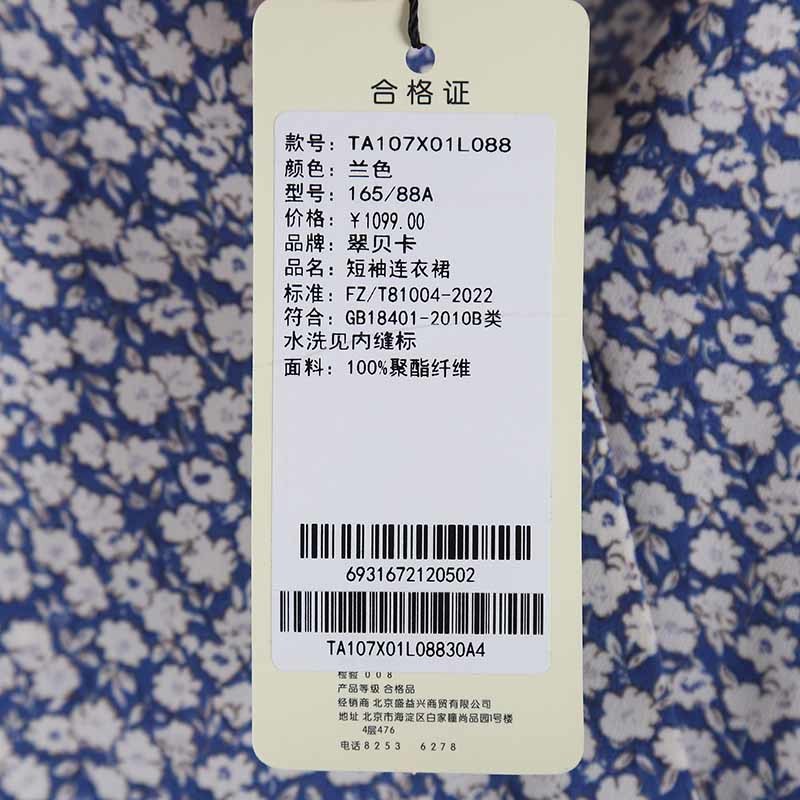 合格证
款号: TA107X01L088
颜色: 兰色
型号: 165/88A
价格: ¥1099.00
品牌: 翠贝卡
品名: 短袖连衣裙
标准: FZ/T81004-2022
符合: GB18401-2010B类
水洗见内缝标
面料: 100%聚酯纤维
6931672120502
TA107X01L08830A4
检验 008
产品等级 合格品
经销商 北京盛益兴商贸有限公司
地址 北京市海淀区白家疃尚品园1号楼
4层476
电话8253 6278